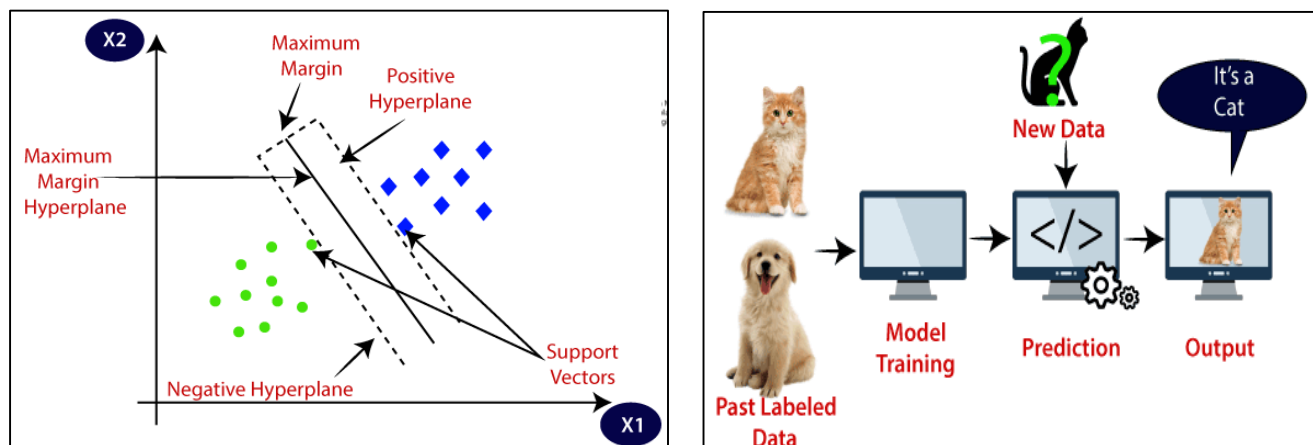 X2
Maximum
Margin
Positive
Hyperplane
Maximum
Margin
Hyperplane
Support
Vectors
Negative Hyperplane
X1
?
New Data
It's a
Cat
</>
Model
Training
Prediction
Output
Past Labeled
Data